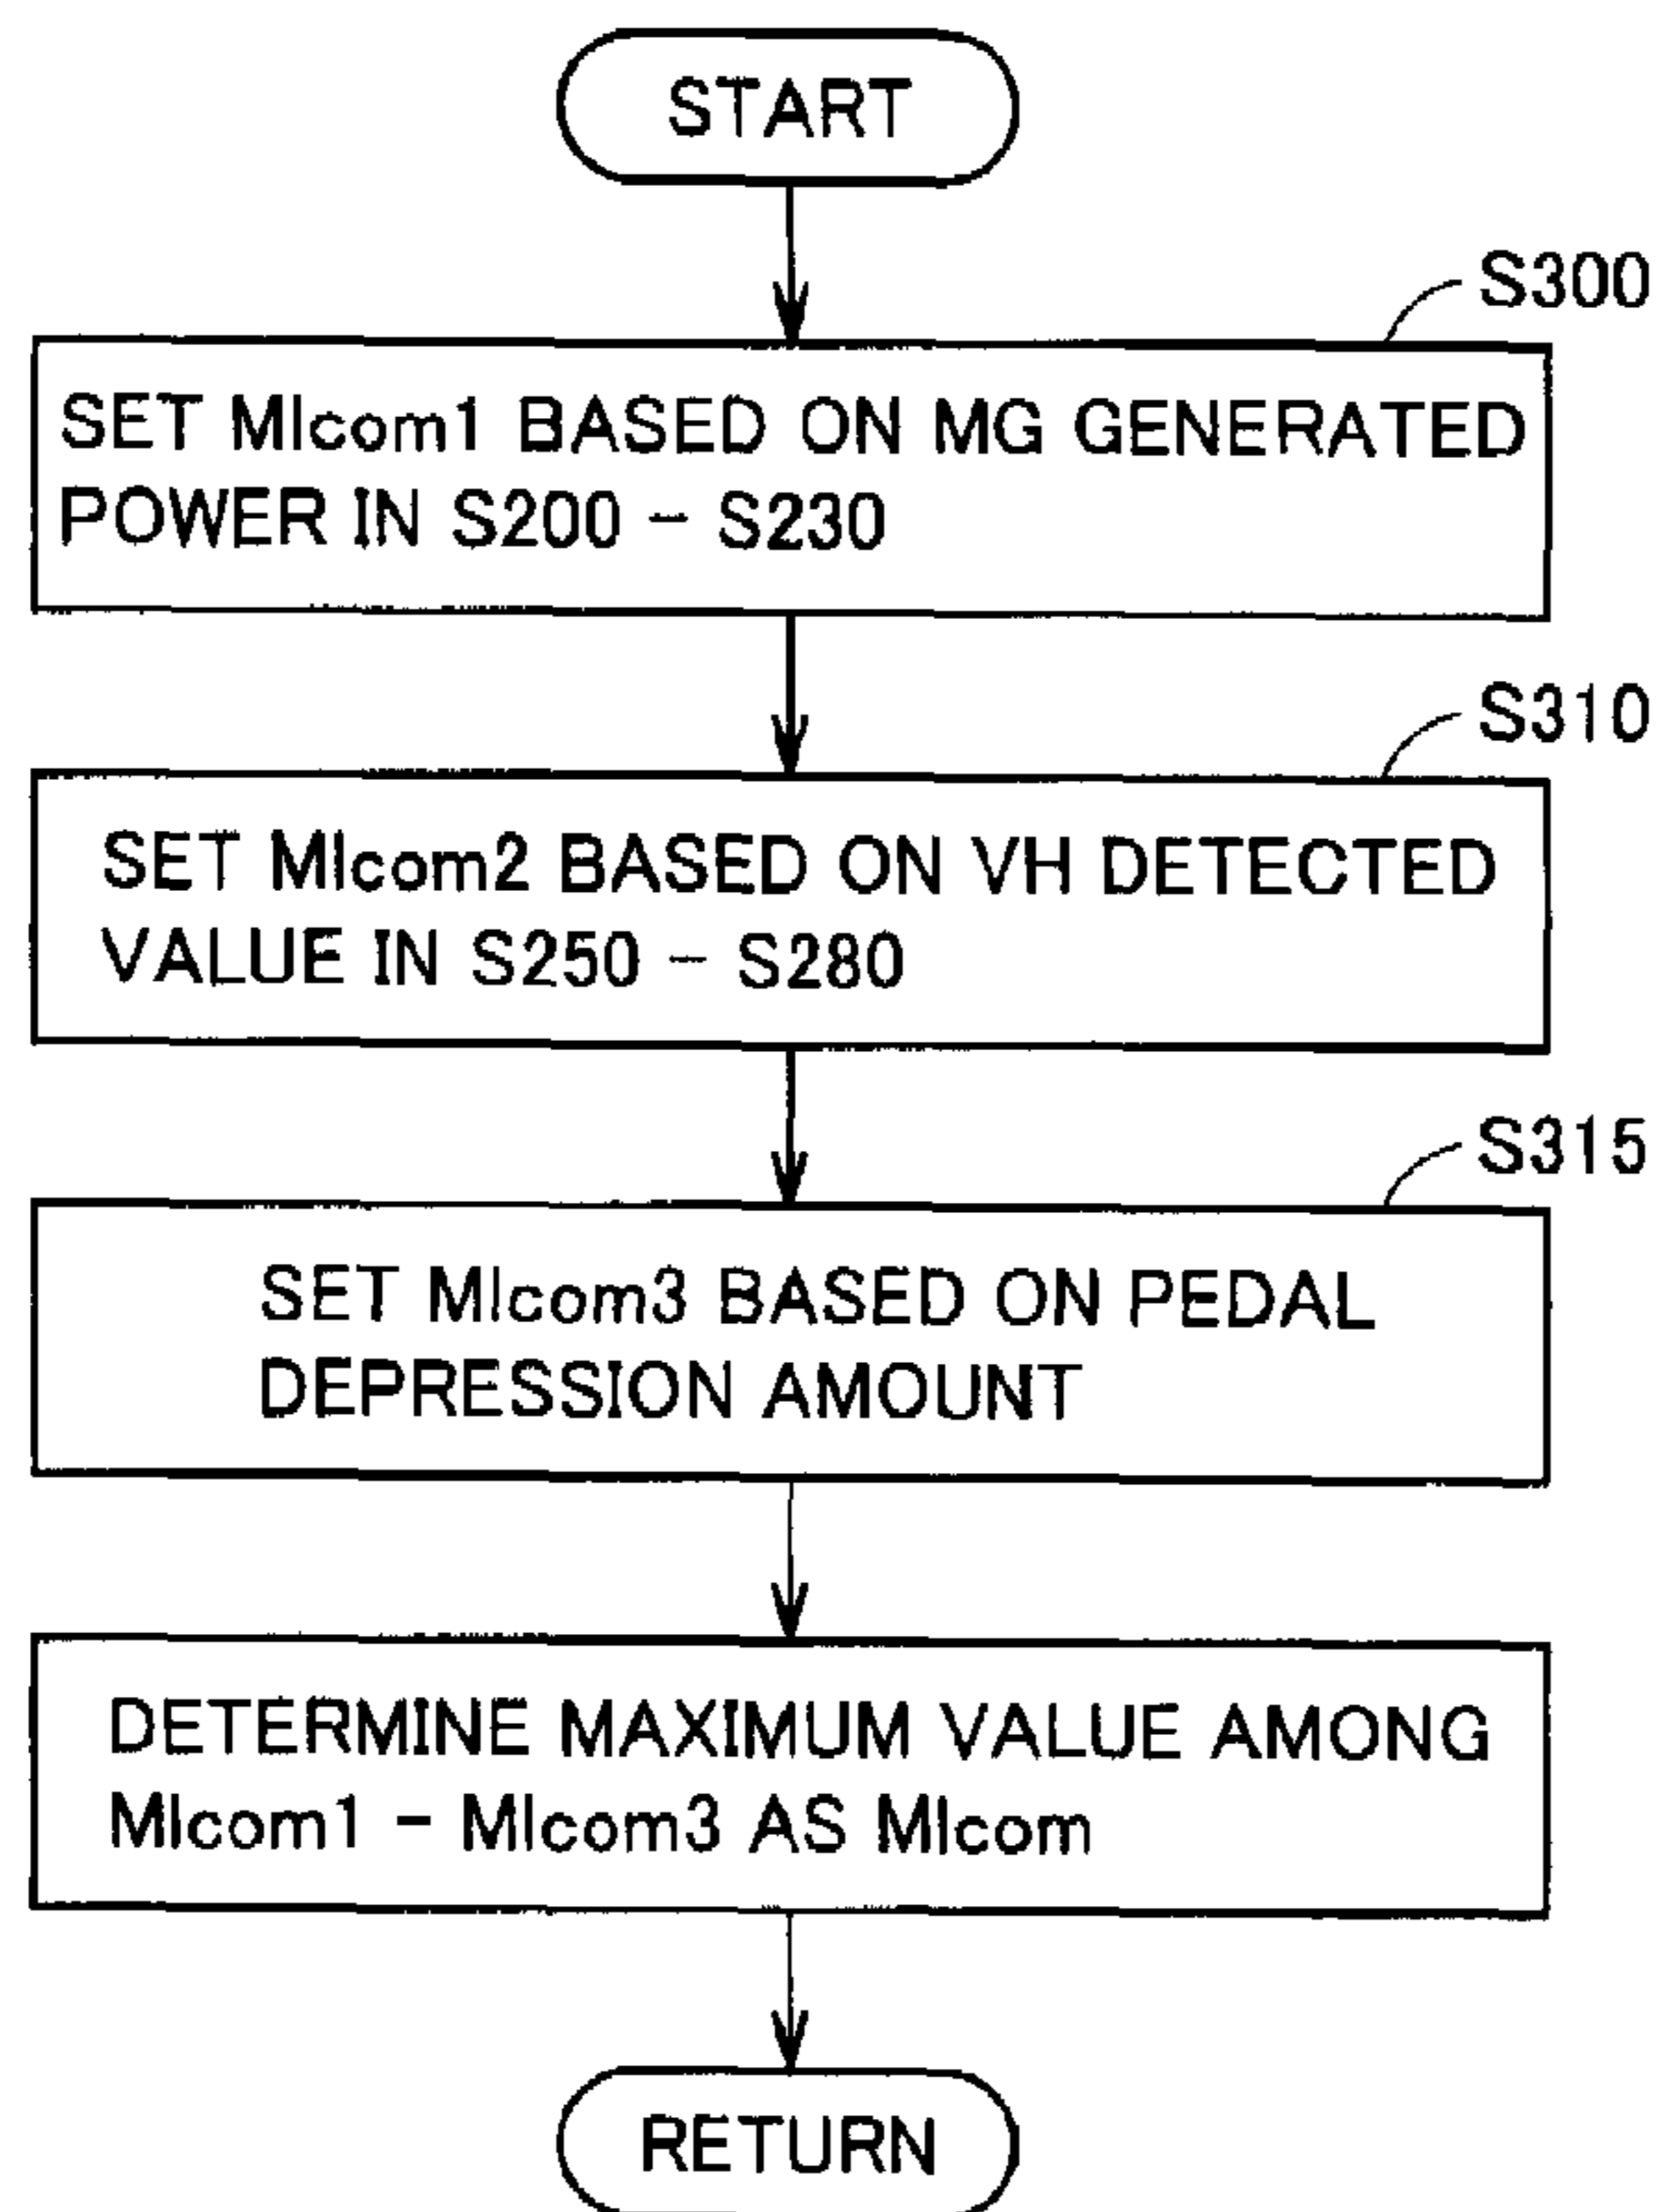 START
S300
SET MIcom1 BASED ON MG GENERATED
POWER IN S200 - S230
S310
SET MIcom2 BASED ON VH DETECTED
VALUE IN S250 - S280
S315
SET MIcom3 BASED ON PEDAL
DEPRESSION AMOUNT
DETERMINE MAXIMUM VALUE AMONG
MIcom1 - MIcom3 AS MIcom
RETURN